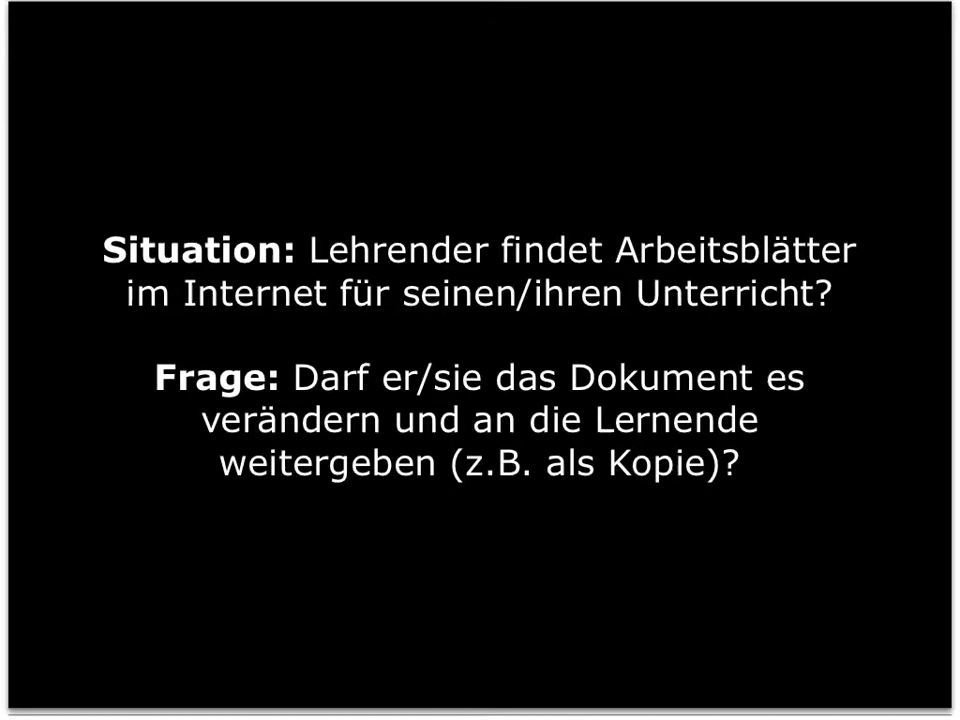 Situation: Lehrender findet Arbeitsblätter
im Internet für seinen/ihren Unterricht?
Frage: Darf er/sie das Dokument es
verändern und an die Lernende
weitergeben (z.B. als Kopie)?